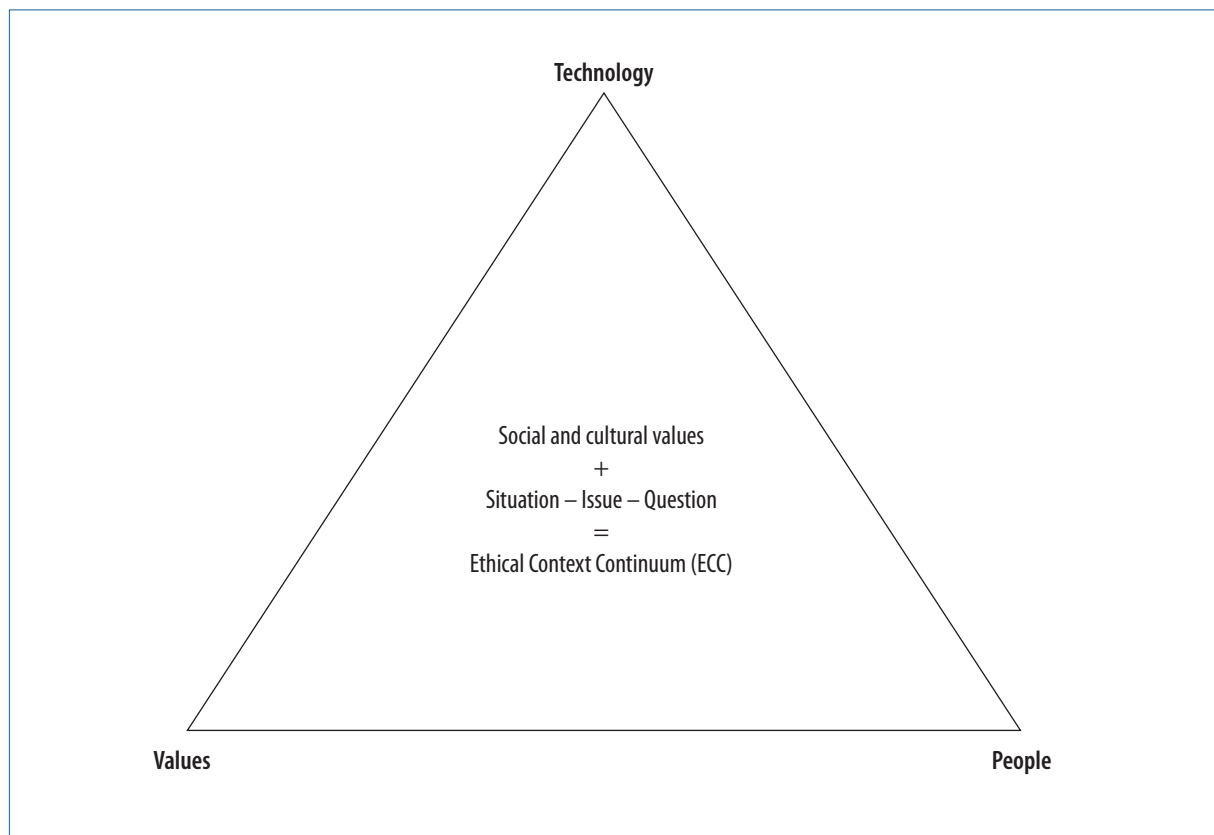 Technology
Social and cultural values
+
Situation – Issue – Question
=
Ethical Context Continuum (ECC)
Values
People